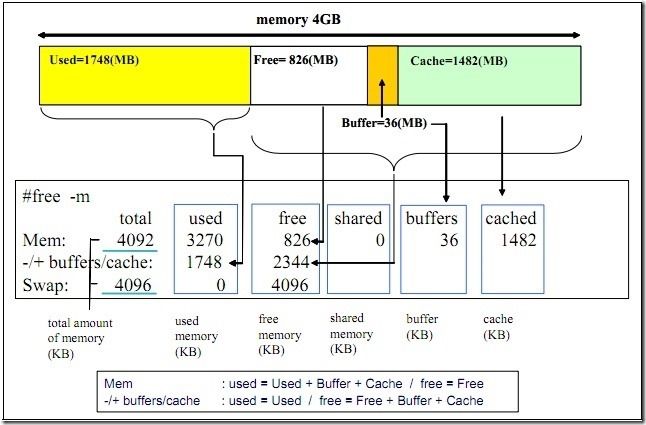 memory 4GB
Used=1748(MB) Free= 826(MB) Cache=1482(MB)
Buffer=36(MB)
#free -m
total used free shared buffers cached
Mem: 4092 3270 826 0 36 1482
-/+ buffers/cache: 1748 2344
Swap: 4096 0 4096
total amount of memory (KB)
used memory (KB)
free memory (KB)
shared memory (KB)
buffer (KB)
cache (KB)
Mem : used = Used + Buffer + Cache / free = Free
-/+ buffers/cache : used = Used / free = Free + Buffer + Cache